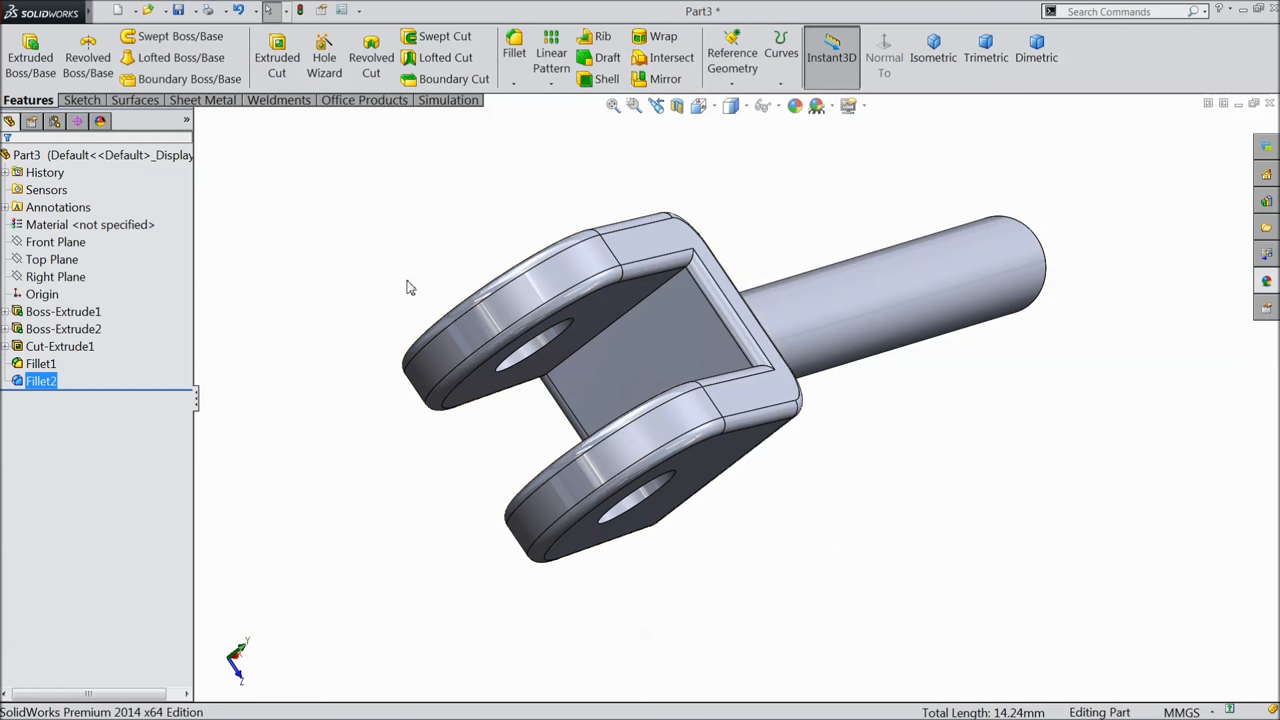 SOLIDWORKS
Part3 *
Search Commands
Extruded Boss/Base
Revolved Boss/Base
Swept Boss/Base
Lofted Boss/Base
Boundary Boss/Base
Extruded Cut
Hole Wizard
Revolved Cut
Swept Cut
Lofted Cut
Boundary Cut
Fillet
Linear Pattern
Rib
Draft
Shell
Wrap
Intersect
Mirror
Reference Geometry
Curves
Instant3D
Normal To
Isometric
Trimetric
Dimetric
Features Sketch Surfaces Sheet Metal Weldments Office Products Simulation
Part3 (Default<<Default>_Display
History
Sensors
Annotations
Material <not specified>
Front Plane
Top Plane
Right Plane
Origin
Boss-Extrude1
Boss-Extrude2
Cut-Extrude1
Fillet1
Fillet2
Y
Z
SolidWorks Premium 2014 x64 Edition
Total Length: 14.24mm Editing Part MMGS